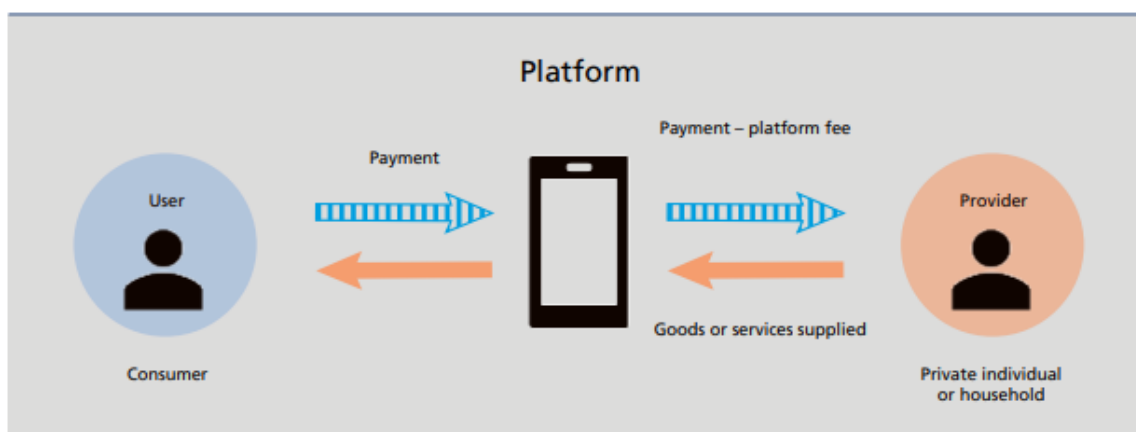 Platform
Payment – platform fee
Payment
User
Provider
Goods or services supplied
Consumer
Private individual
or household